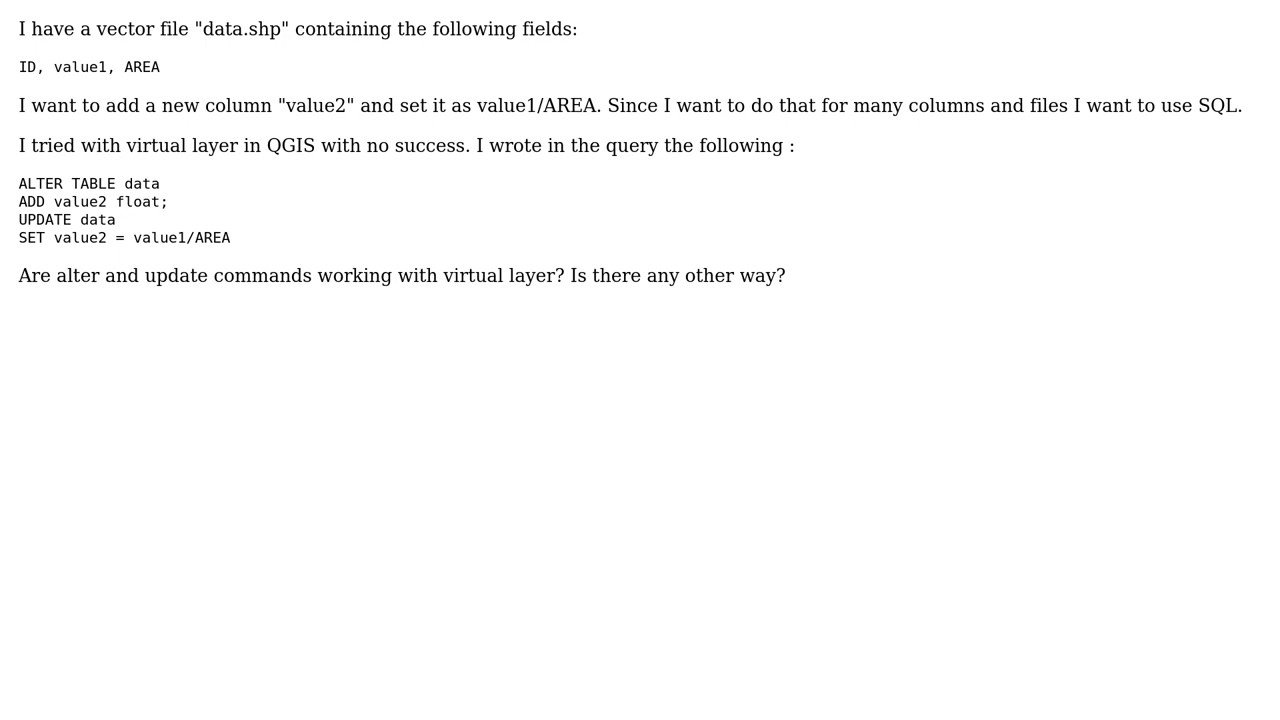 I have a vector file "data.shp" containing the following fields:
ID, value1, AREA
I want to add a new column "value2" and set it as value1/AREA. Since I want to do that for many columns and files I want to use SQL.
I tried with virtual layer in QGIS with no success. I wrote in the query the following :
ALTER TABLE data
ADD value2 float;
UPDATE data
SET value2 = value1/AREA
Are alter and update commands working with virtual layer? Is there any other way?